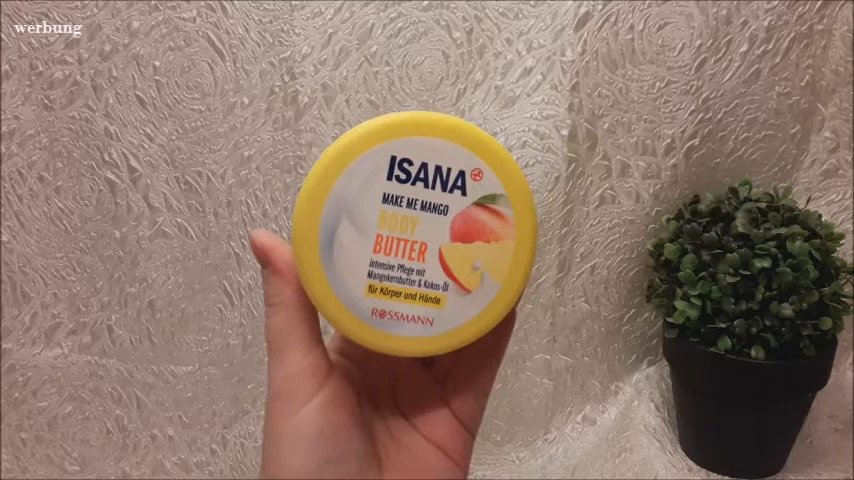 werbung
ISANA
MAKE ME MANGO
BODY
BUTTER
intensive Pflege mit
Mangokernbutter & Kokos-Öl
für Körper und Hände
ROSSMANN